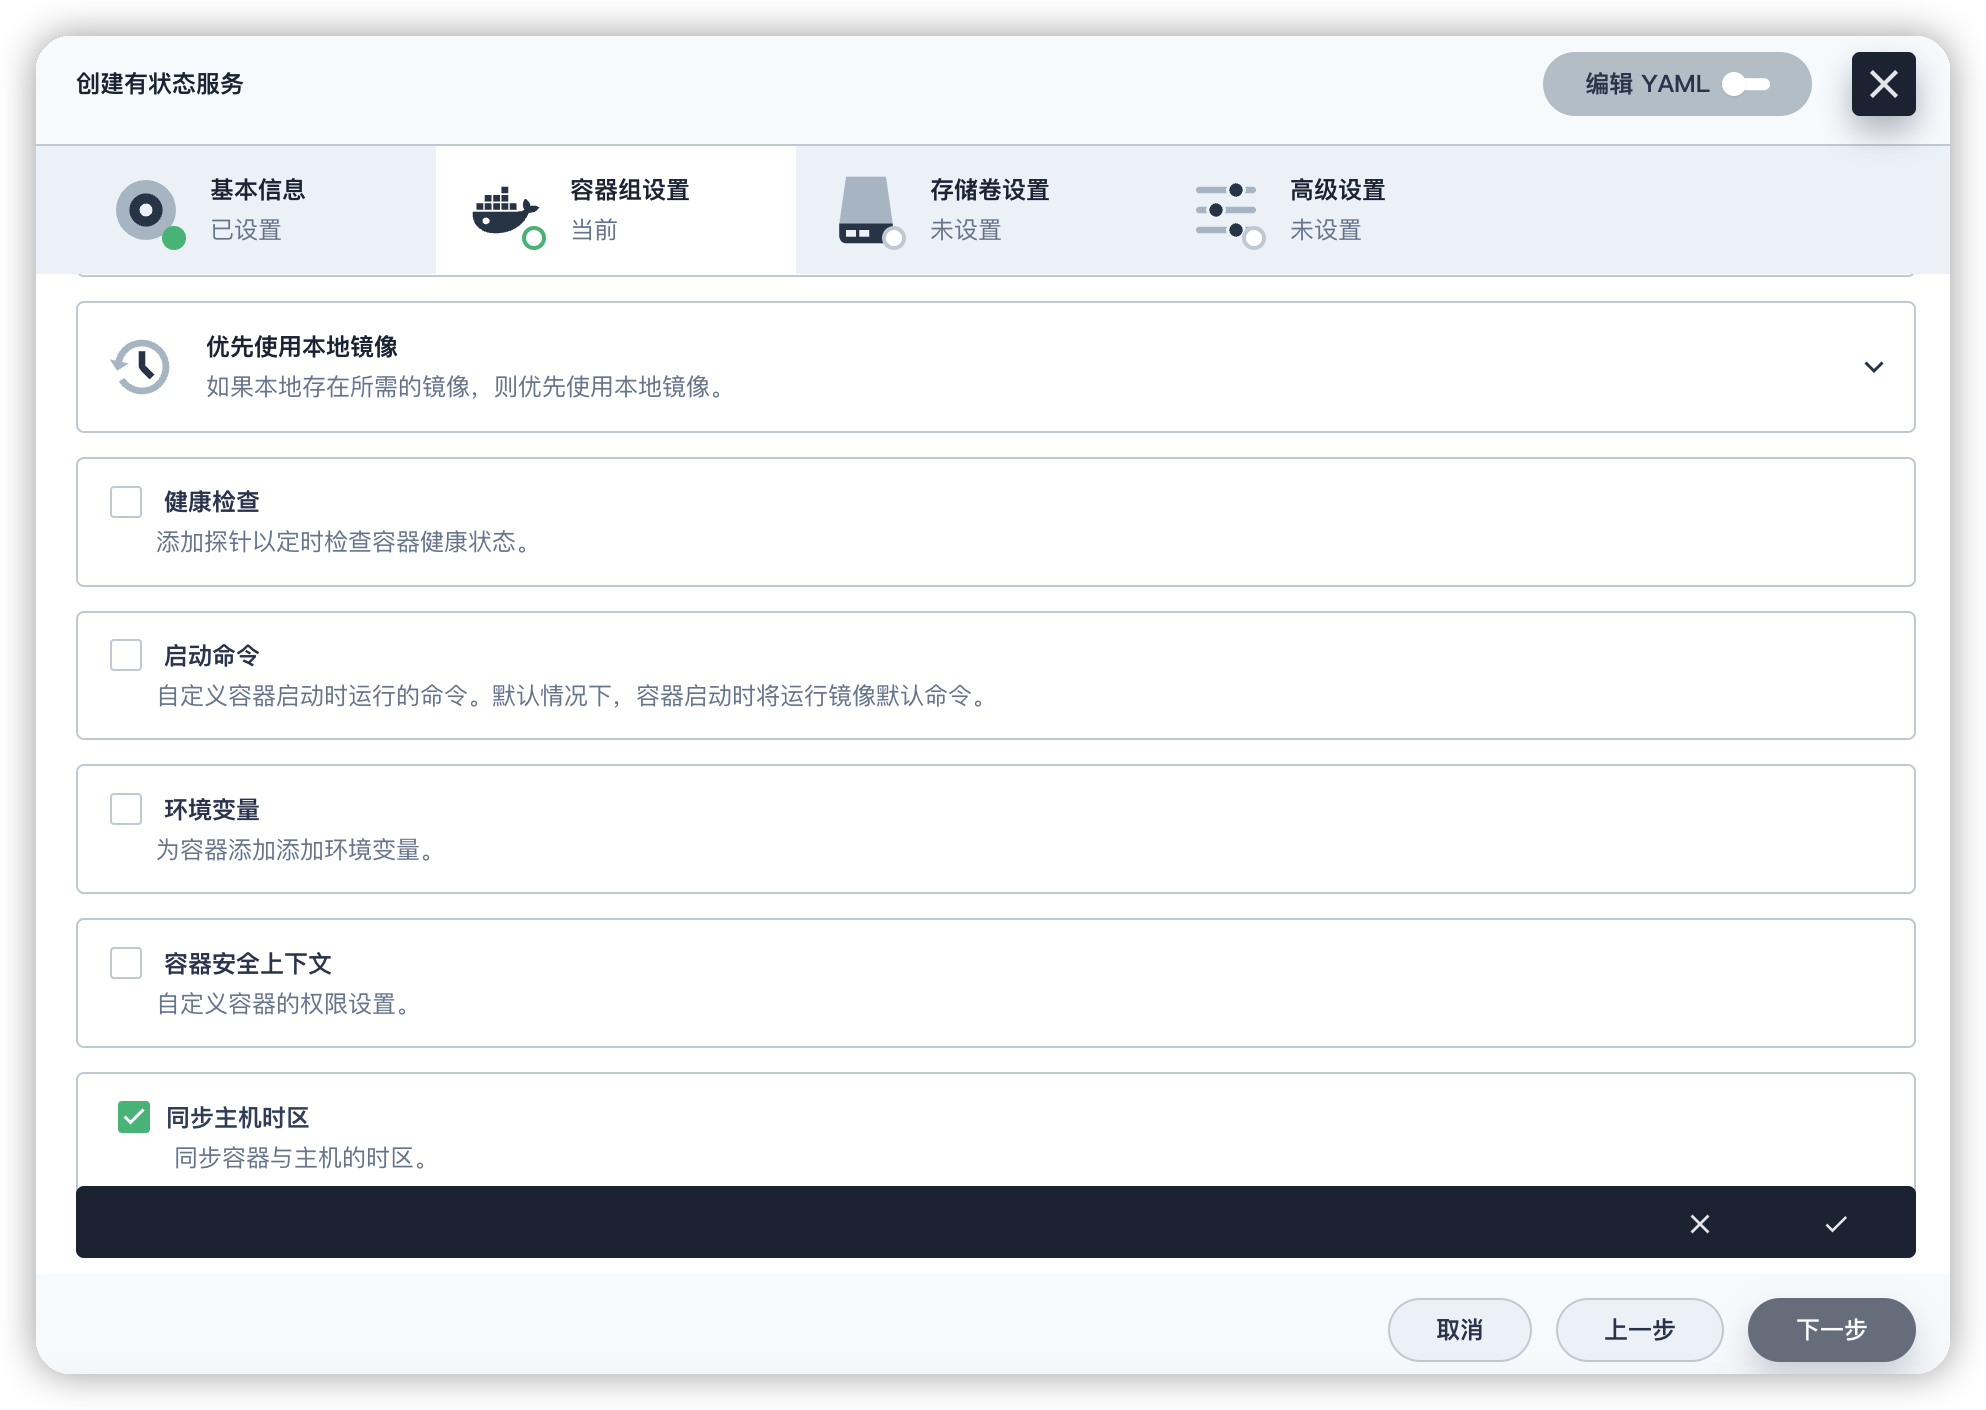 创建有状态服务
编辑 YAML
基本信息
已设置
容器组设置
当前
存储卷设置
未设置
高级设置
未设置
优先使用本地镜像
如果本地存在所需的镜像，则优先使用本地镜像。
健康检查
添加探针以定时检查容器健康状态。
启动命令
自定义容器启动时运行的命令。默认情况下，容器启动时将运行镜像默认命令。
环境变量
为容器添加添加环境变量。
容器安全上下文
自定义容器的权限设置。
同步主机时区
同步容器与主机的时区。
取消
上一步
下一步